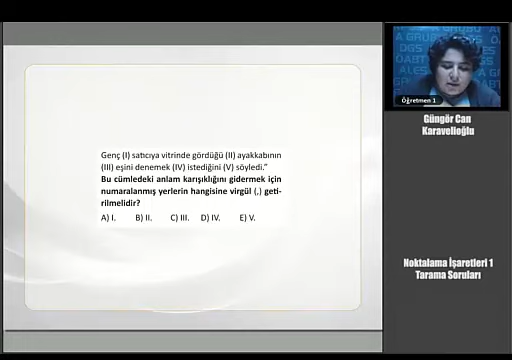 Genç (I) satıcıya vitrinde gördüğü (II) ayakkabının
(III) eşini denemek (IV) istediğini (V) söyledi."
Bu cümledeki anlam karışıklığını gidermek için
numaralanmış yerlerin hangisine virgül (,) geti-
rilmelidir?
A) I. B) II. C) III. D) IV. E) V.
Öğretmen 1
Güngör Can
Karavelioğlu
Noktalama İşaretleri 1
Tarama Soruları